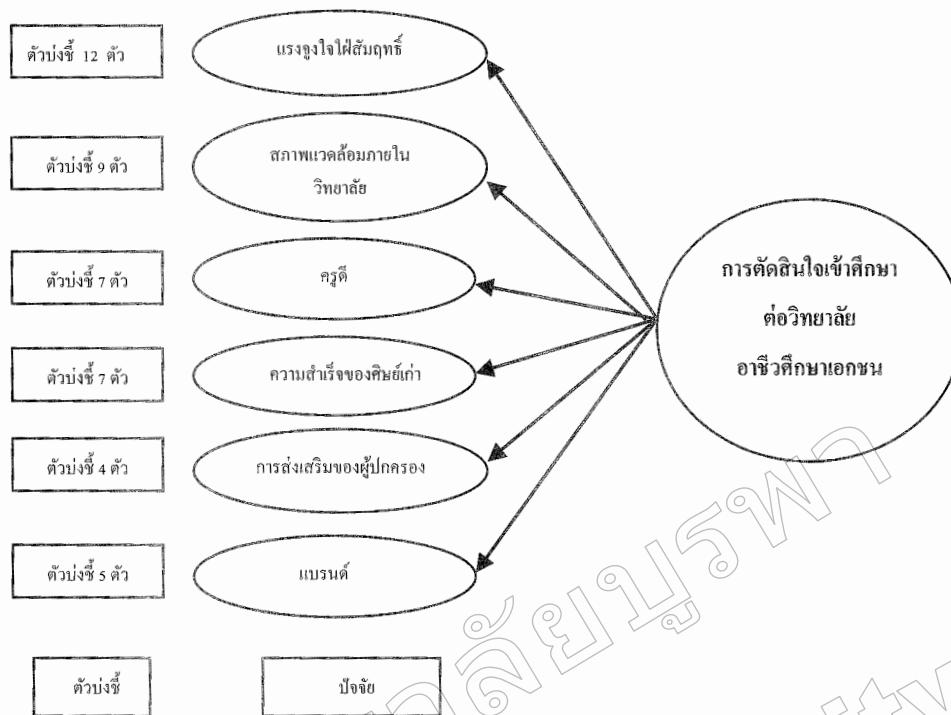 ตัวบ่งชี้ 12 ตัว
แรงจูงใจใฝ่สัมฤทธิ์
ตัวบ่งชี้ 9 ตัว
สภาพแวดล้อมภายใน
วิทยาลัย
ตัวบ่งชี้ 7 ตัว
ครูดี
ตัวบ่งชี้ 7 ตัว
ความสำเร็จของศิษย์เก่า
ตัวบ่งชี้ 4 ตัว
การส่งเสริมของผู้ปกครอง
ตัวบ่งชี้ 5 ตัว
แบรนด์
การตัดสินใจเข้าศึกษา
ต่อวิทยาลัย
อาชีวศึกษาเอกชน
ตัวบ่งชี้
ปัจจัย